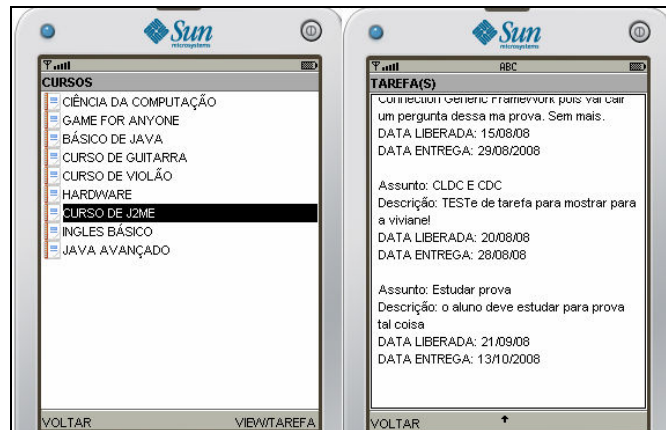 Sun
microsystems
CURSOS
CIÊNCIA DA COMPUTAÇÃO
GAME FOR ANYONE
BÁSICO DE JAVA
CURSO DE GUITARRA
CURSO DE VIOLÃO
HARDWARE
CURSO DE J2ME
INGLES BÁSICO
JAVA AVANÇADO
VOLTAR VIEW/TAREFA
Sun
microsystems
ABC
TAREFA(S)
Connection Generic FrameWork pois vai cair
um pergunta dessa ma prova. Sem mais.
DATA LIBERADA: 15/08/08
DATA ENTREGA: 29/08/2008
Assunto: CLDC E CDC
Descrição: TESTe de tarefa para mostrar para
a viviane!
DATA LIBERADA: 20/08/08
DATA ENTREGA: 28/08/08
Assunto: Estudar prova
Descrição: o aluno deve estudar para prova
tal coisa
DATA LIBERADA: 21/09/08
DATA ENTREGA: 13/10/2008
VOLTAR